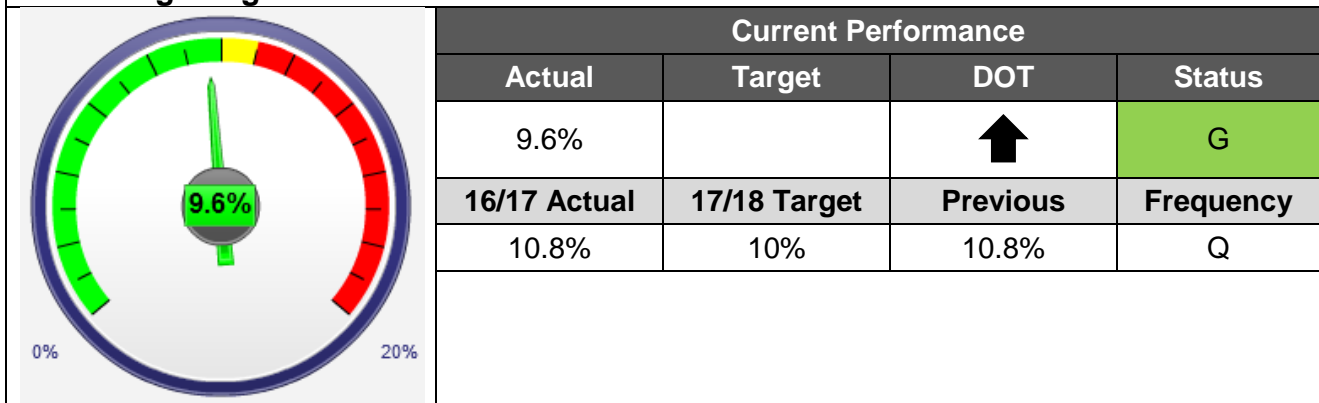 9.6%
0%
20%
Current Performance
Actual Target DOT Status
9.6% G
16/17 Actual 17/18 Target Previous Frequency
10.8% 10% 10.8% Q